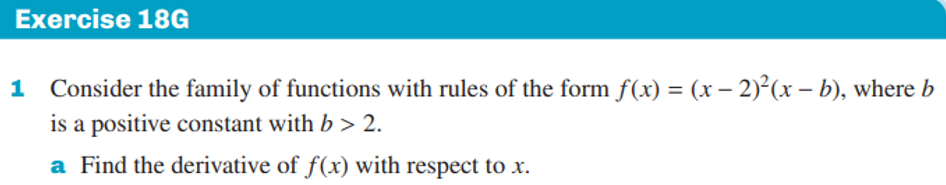 Exercise 18G
1 Consider the family of functions with rules of the form f(x) = (x − 2)²(x − b), where b
is a positive constant with b > 2.
a Find the derivative of f(x) with respect to x.